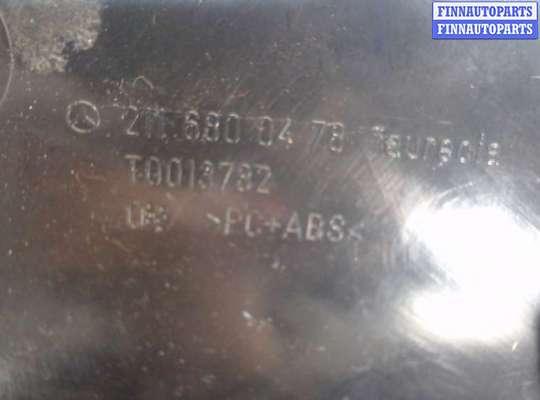 FINNAUTOPARTS
FINNAUTOPARTS
211 680 04 78
T0013782
>PC+ABS<